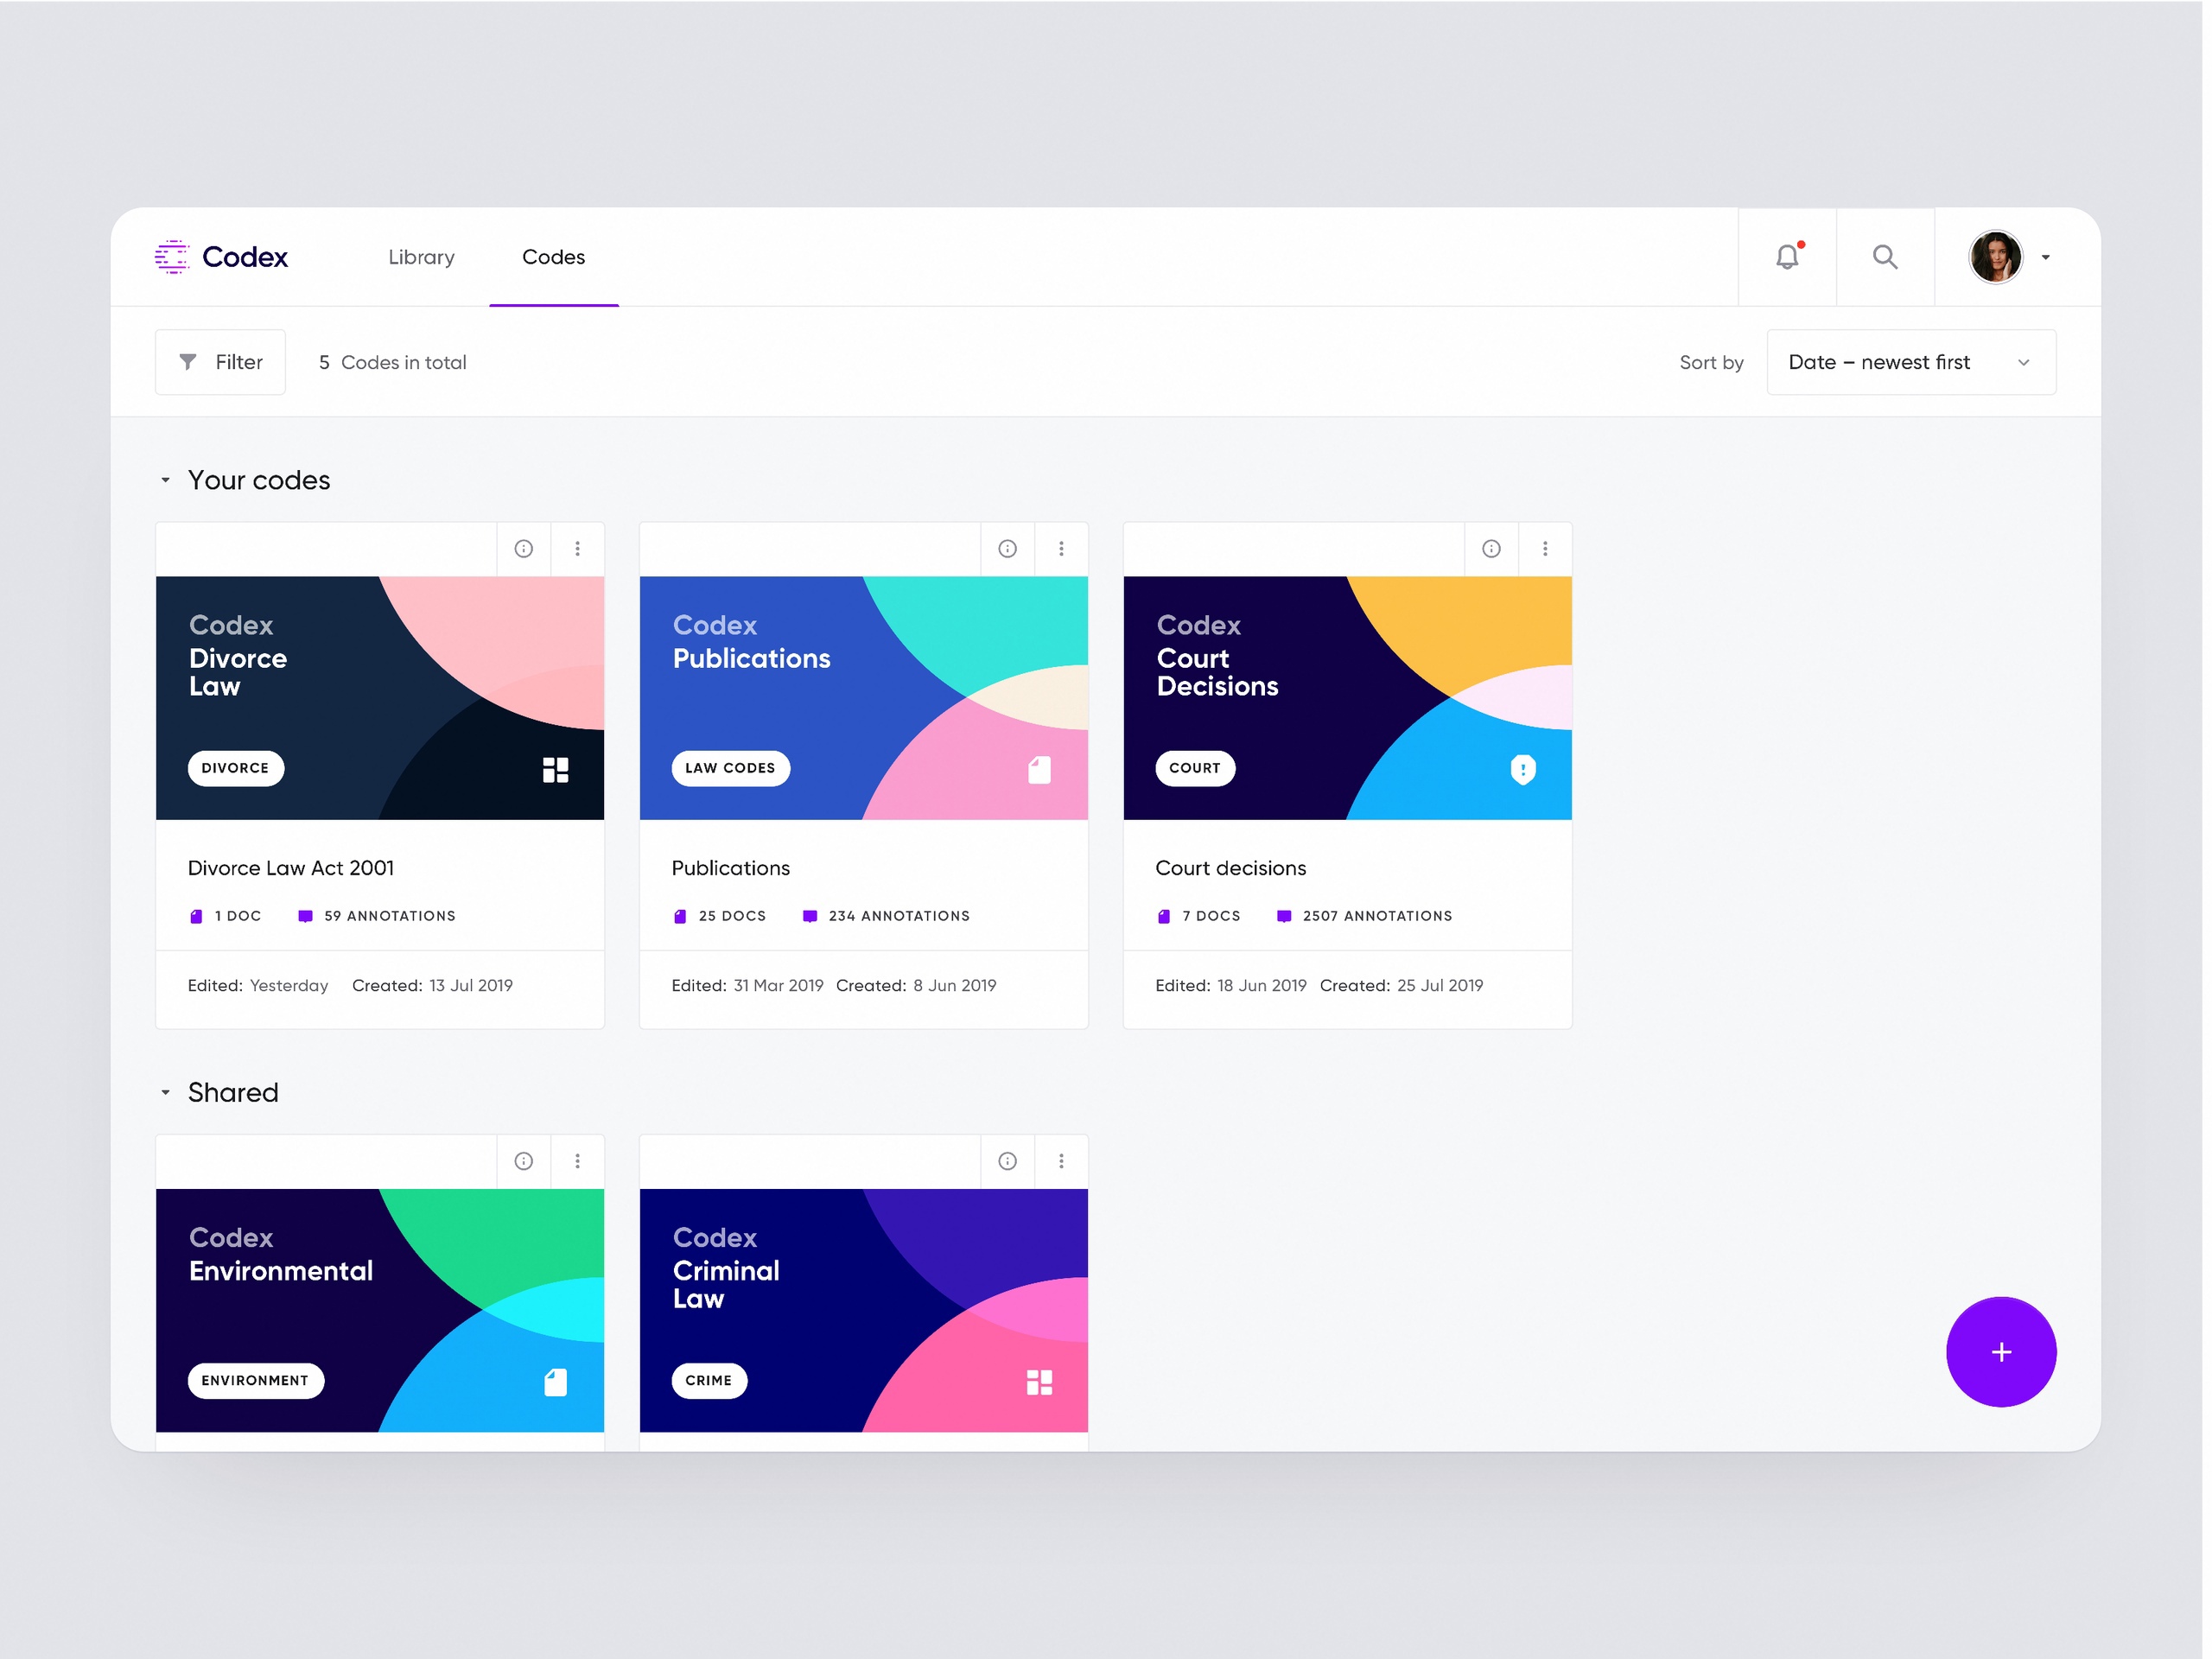 Codex Library Codes
Filter 5 Codes in total Sort by Date – newest first
Your codes
Codex
Divorce
Law
DIVORCE
Divorce Law Act 2001
1 DOC 59 ANNOTATIONS
Edited: Yesterday Created: 13 Jul 2019
Codex
Publications
LAW CODES
Publications
25 DOCS 234 ANNOTATIONS
Edited: 31 Mar 2019 Created: 8 Jun 2019
Codex
Court
Decisions
COURT
Court decisions
7 DOCS 2507 ANNOTATIONS
Edited: 18 Jun 2019 Created: 25 Jul 2019
Shared
Codex
Environmental
ENVIRONMENT
Codex
Criminal
Law
CRIME